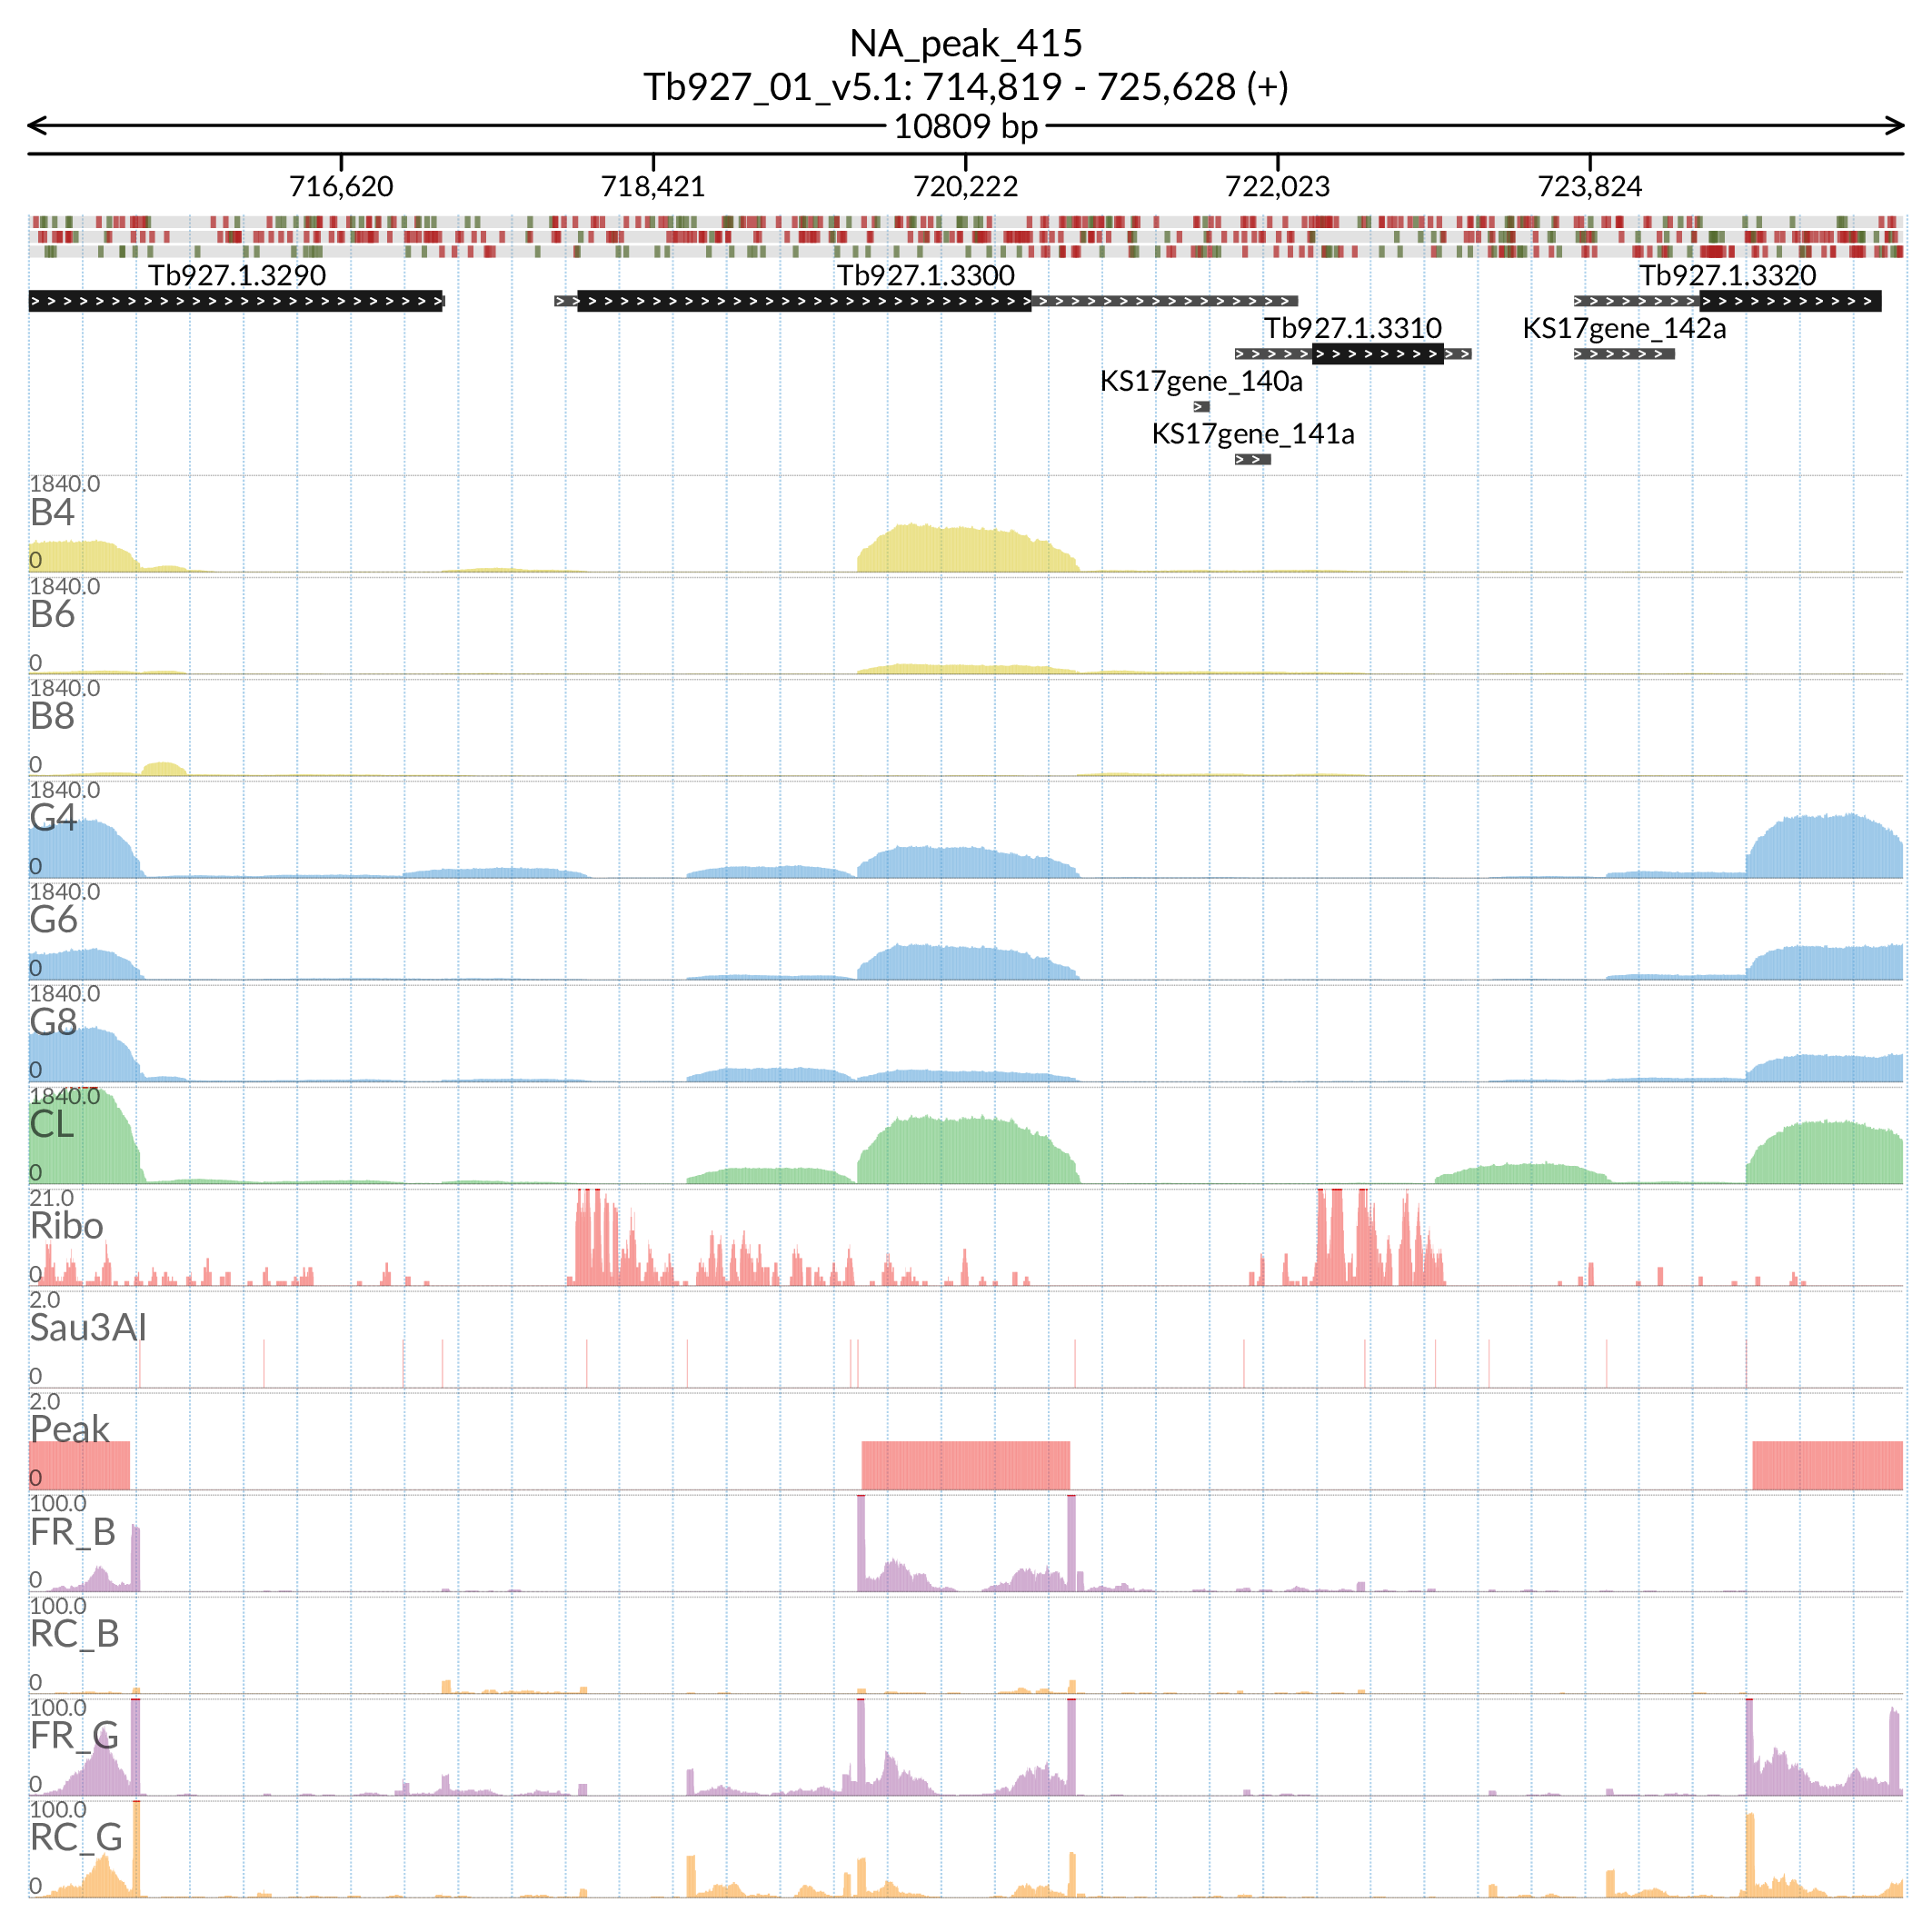 NA_peak_415
Tb927_01_v5.1: 714,819 - 725,628 (+)
10809 bp
716,620 718,421 720,222 722,023 723,824
Tb927.1.3290 Tb927.1.3300 Tb927.1.3320
Tb927.1.3310 KS17gene_142a
KS17gene_140a
KS17gene_141a
1840.0
B4
0
1840.0
B6
0
1840.0
B8
0
1840.0
G4
0
1840.0
G6
0
1840.0
G8
0
1840.0
CL
0
21.0
Ribo
0
2.0
Sau3AI
0
2.0
Peak
0
100.0
FR_B
0
100.0
RC_B
0
100.0
FR_G
0
100.0
RC_G
0